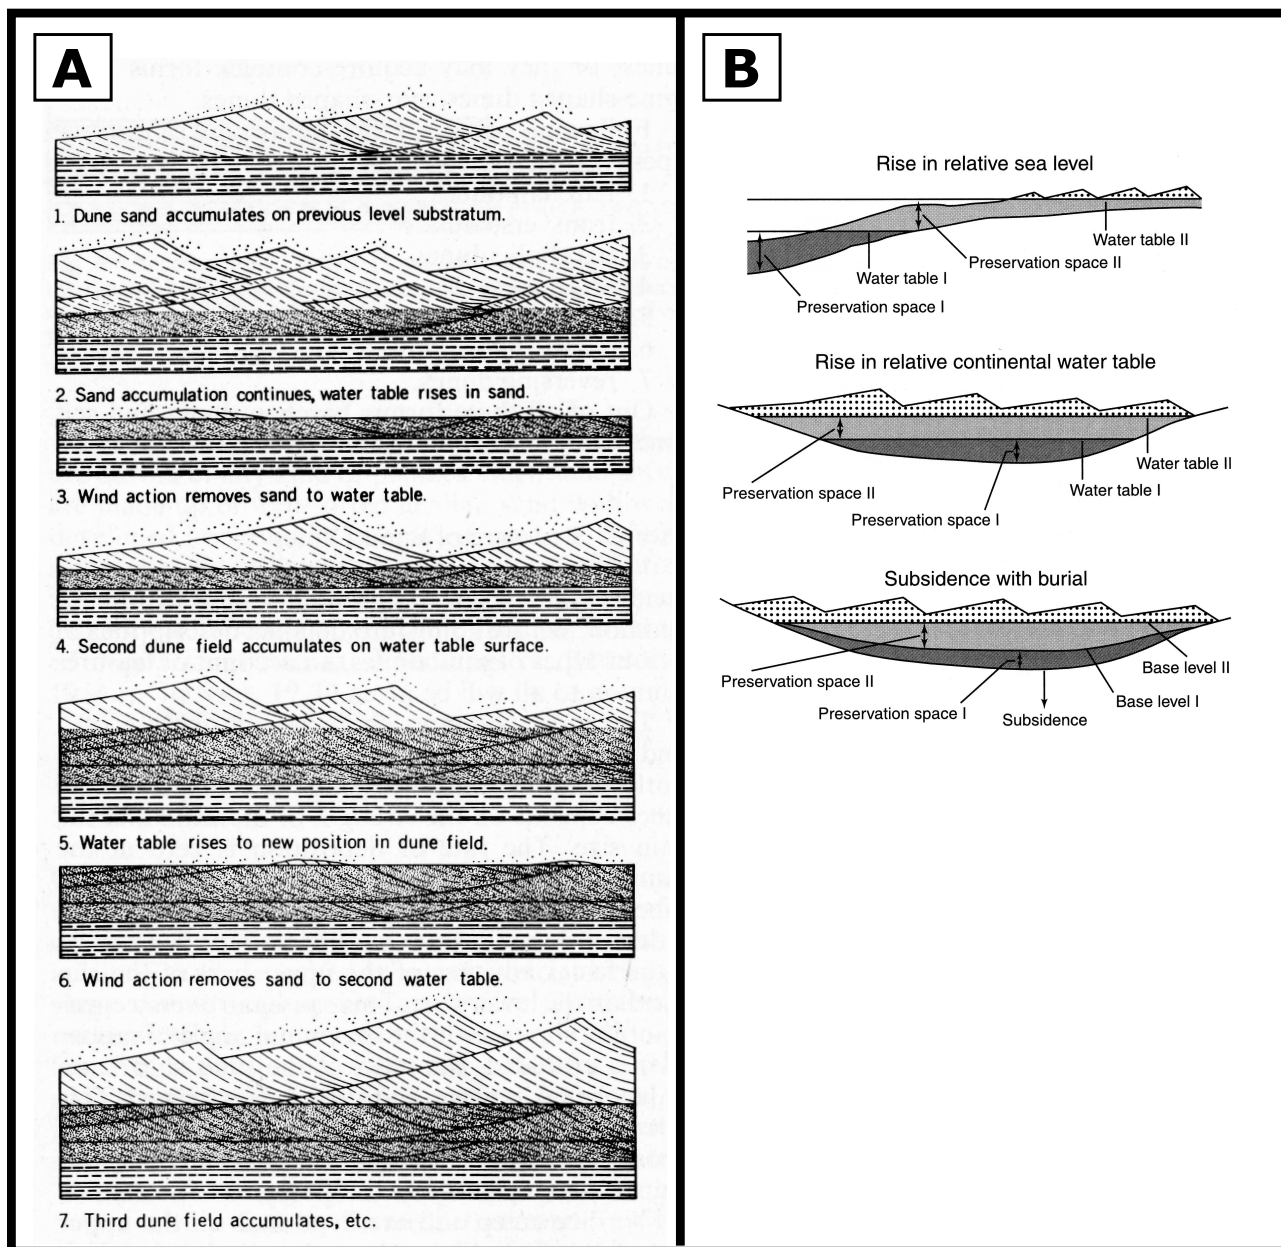 A
1. Dune sand accumulates on previous level substratum.
2. Sand accumulation continues, water table rises in sand.
3. Wind action removes sand to water table.
4. Second dune field accumulates on water table surface.
5. Water table rises to new position in dune field.
6. Wind action removes sand to second water table.
7. Third dune field accumulates, etc.
B
Rise in relative sea level
Water table II
Preservation space II
Water table I
Preservation space I
Rise in relative continental water table
Water table II
Preservation space II
Water table I
Preservation space I
Subsidence with burial
Base level II
Preservation space II
Base level I
Preservation space I
Subsidence